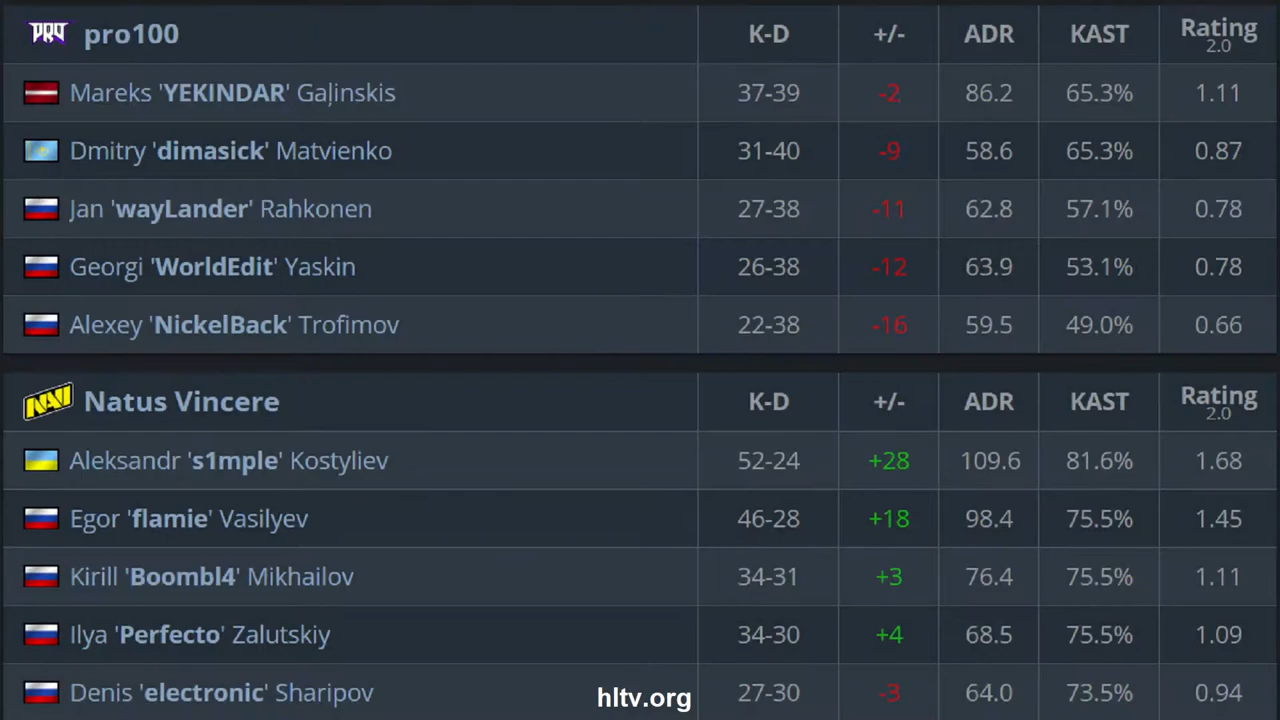 PRO pro100 K-D +/- ADR KAST Rating 2.0
Mareks 'YEKINDAR' Gaļinskis 37-39 -2 86.2 65.3% 1.11
Dmitry 'dimasick' Matvienko 31-40 -9 58.6 65.3% 0.87
Jan 'wayLander' Rahkonen 27-38 -11 62.8 57.1% 0.78
Georgi 'WorldEdit' Yaskin 26-38 -12 63.9 53.1% 0.78
Alexey 'NickelBack' Trofimov 22-38 -16 59.5 49.0% 0.66
NAVI Natus Vincere K-D +/- ADR KAST Rating 2.0
Aleksandr 's1mple' Kostyliev 52-24 +28 109.6 81.6% 1.68
Egor 'flamie' Vasilyev 46-28 +18 98.4 75.5% 1.45
Kirill 'Boombl4' Mikhailov 34-31 +3 76.4 75.5% 1.11
Ilya 'Perfecto' Zalutskiy 34-30 +4 68.5 75.5% 1.09
Denis 'electronic' Sharipov 27-30 -3 64.0 73.5% 0.94
hltv.org